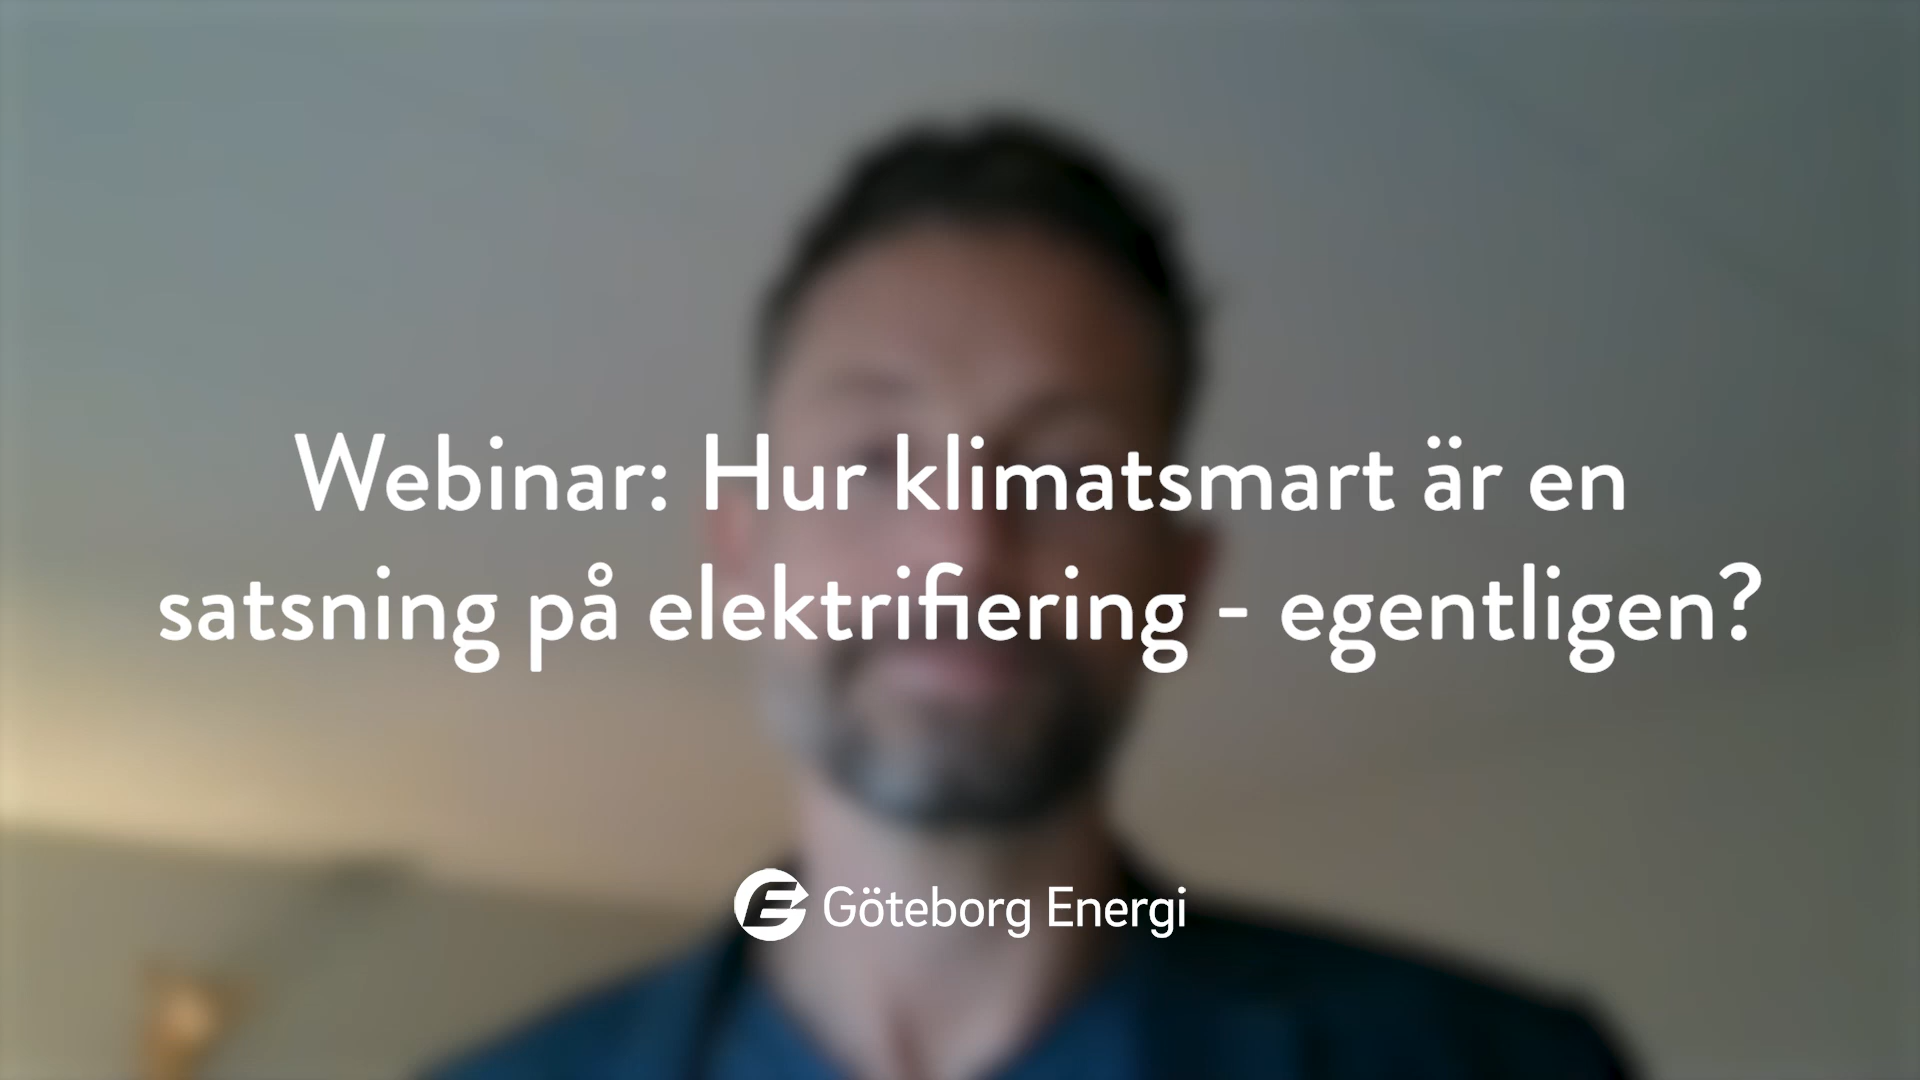 Webinar: Hur klimatsmart är en
satsning på elektrifiering - egentligen?
Göteborg Energi